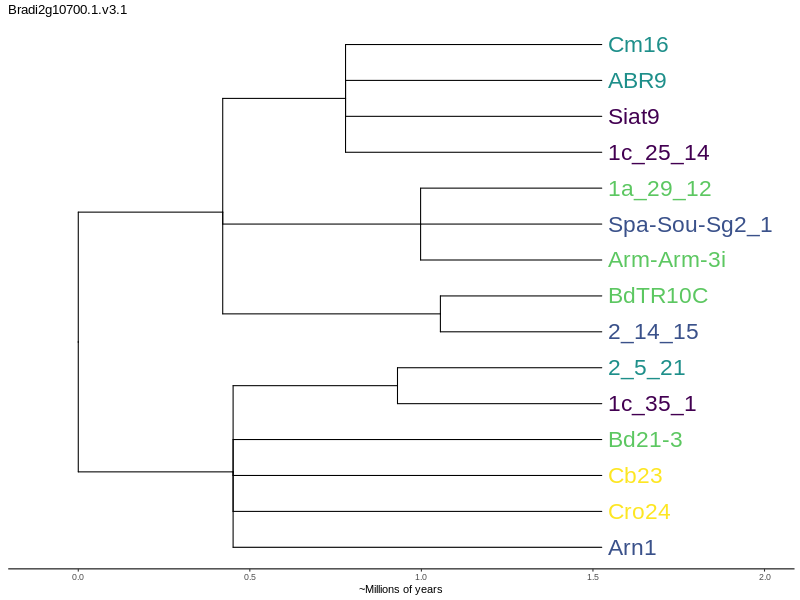 Bradi2g10700.1.v3.1
Cm16
ABR9
Siat9
1c_25_14
1a_29_12
Spa-Sou-Sg2_1
Arm-Arm-3i
BdTR10C
2_14_15
2_5_21
1c_35_1
Bd21-3
Cb23
Cro24
Arn1
0.0 0.5 1.0 1.5 2.0
~Millions of years